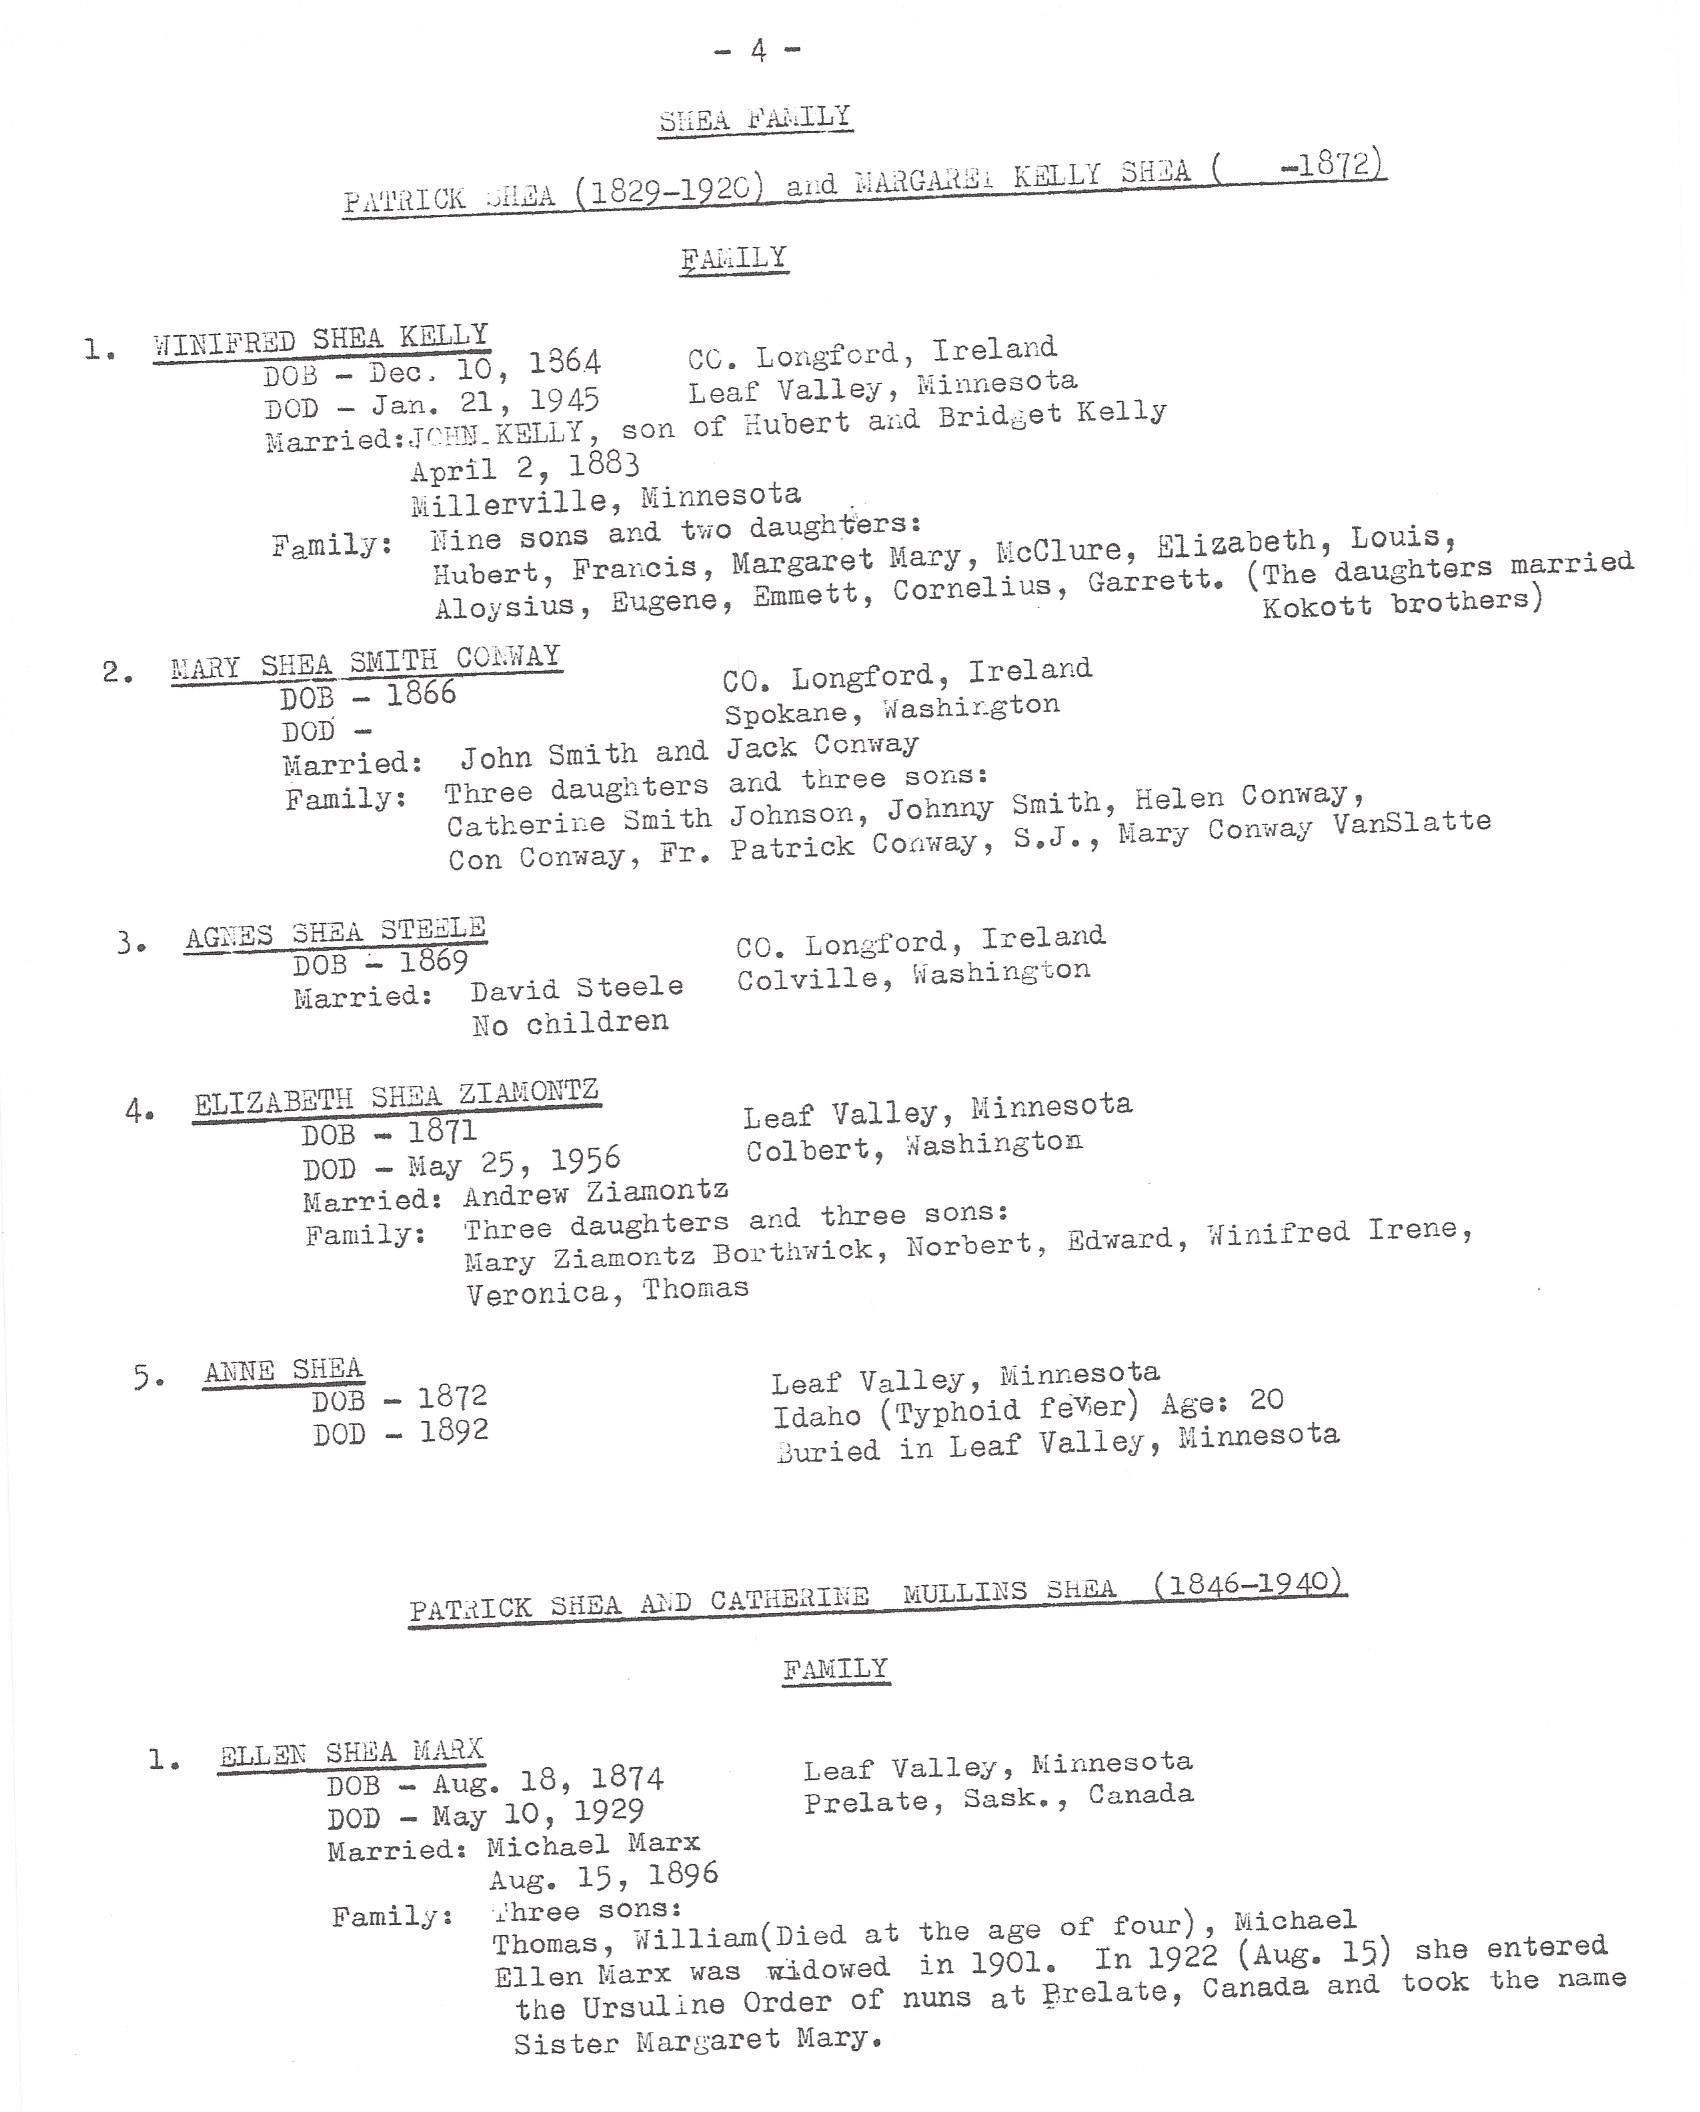 - 4 -
SHEA FAMILY
PATRICK SHEA (1829-1920) and MARGARET KELLY SHEA (    -1872)
FAMILY
1. WINIFRED SHEA KELLY
DOB - Dec. 10, 1864 CO. Longford, Ireland
DOD - Jan. 21, 1945 Leaf Valley, Minnesota
Married: JOHN KELLY, son of Hubert and Bridget Kelly
April 2, 1883
Millerville, Minnesota
Family: Nine sons and two daughters:
Hubert, Francis, Margaret Mary, McClure, Elizabeth, Louis,
Aloysius, Eugene, Emmett, Cornelius, Garrett. (The daughters married
Kokott brothers)
2. MARY SHEA SMITH CONWAY
DOB - 1866 CO. Longford, Ireland
DOD - Spokane, Washington
Married: John Smith and Jack Conway
Family: Three daughters and three sons:
Catherine Smith Johnson, Johnny Smith, Helen Conway,
Con Conway, Fr. Patrick Conway, S.J., Mary Conway VanSlatte
3. AGNES SHEA STEELE
DOB - 1869 CO. Longford, Ireland
Married: David Steele Colville, Washington
No children
4. ELIZABETH SHEA ZIAMONTZ
DOB - 1871 Leaf Valley, Minnesota
DOD - May 25, 1956 Colbert, Washington
Married: Andrew Ziamontz
Family: Three daughters and three sons:
Mary Ziamontz Borthwick, Norbert, Edward, Winifred Irene,
Veronica, Thomas
5. ANNE SHEA
DOB - 1872 Leaf Valley, Minnesota
DOD - 1892 Idaho (Typhoid fever) Age: 20
Buried in Leaf Valley, Minnesota
PATRICK SHEA AND CATHERINE MULLINS SHEA (1846-1940)
FAMILY
1. ELLEN SHEA MARX
DOB - Aug. 18, 1874 Leaf Valley, Minnesota
DOD - May 10, 1929 Prelate, Sask., Canada
Married: Michael Marx
Aug. 15, 1896
Family: Three sons:
Thomas, William(Died at the age of four), Michael
Ellen Marx was widowed in 1901. In 1922 (Aug. 15) she entered
the Ursuline Order of nuns at Prelate, Canada and took the name
Sister Margaret Mary.